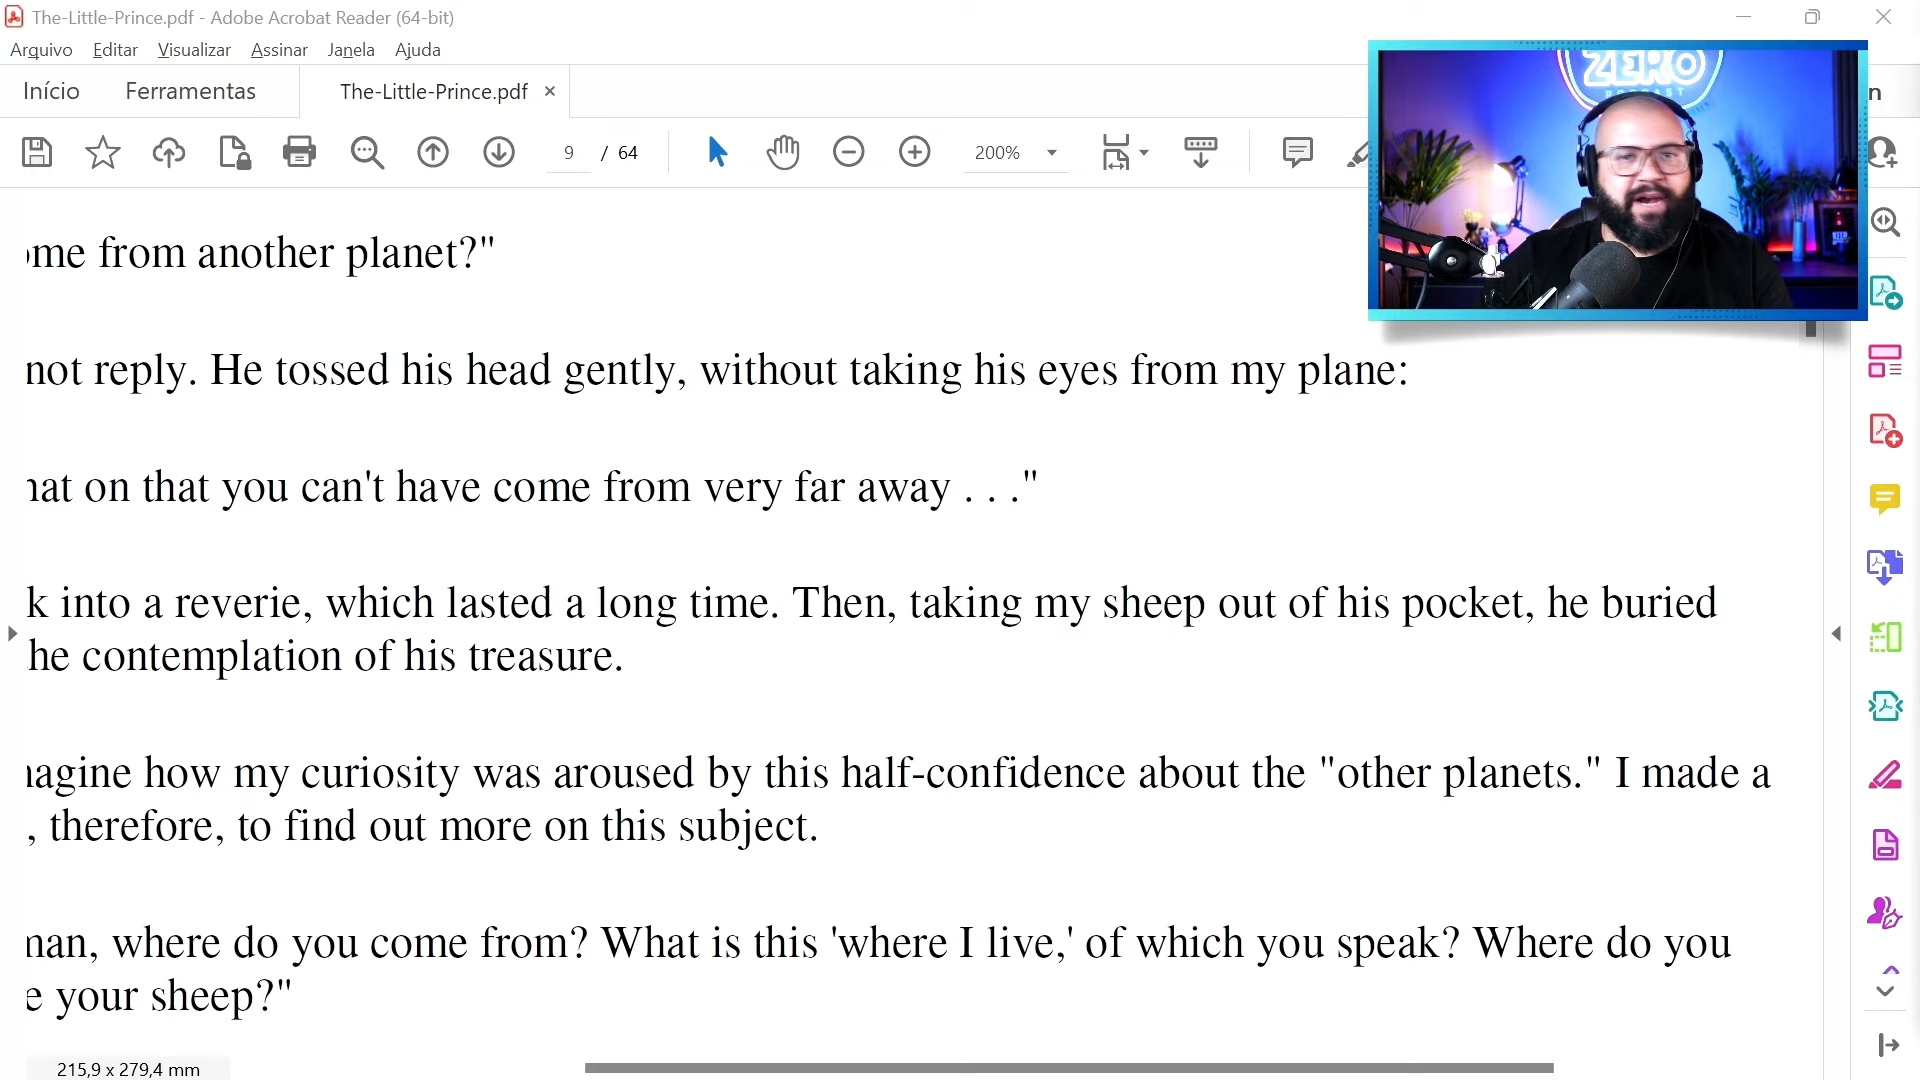 The-Little-Prince.pdf - Adobe Acrobat Reader (64-bit)
Arquivo Editar Visualizar Assinar Janela Ajuda
Início Ferramentas The-Little-Prince.pdf
9 / 64 200%
ZERO
PODCAST
ome from another planet?"
not reply. He tossed his head gently, without taking his eyes from my plane:
hat on that you can't have come from very far away . . ."
k into a reverie, which lasted a long time. Then, taking my sheep out of his pocket, he buried
he contemplation of his treasure.
nagine how my curiosity was aroused by this half-confidence about the "other planets." I made a
, therefore, to find out more on this subject.
nan, where do you come from? What is this 'where I live,' of which you speak? Where do you
e your sheep?"
215,9 x 279,4 mm